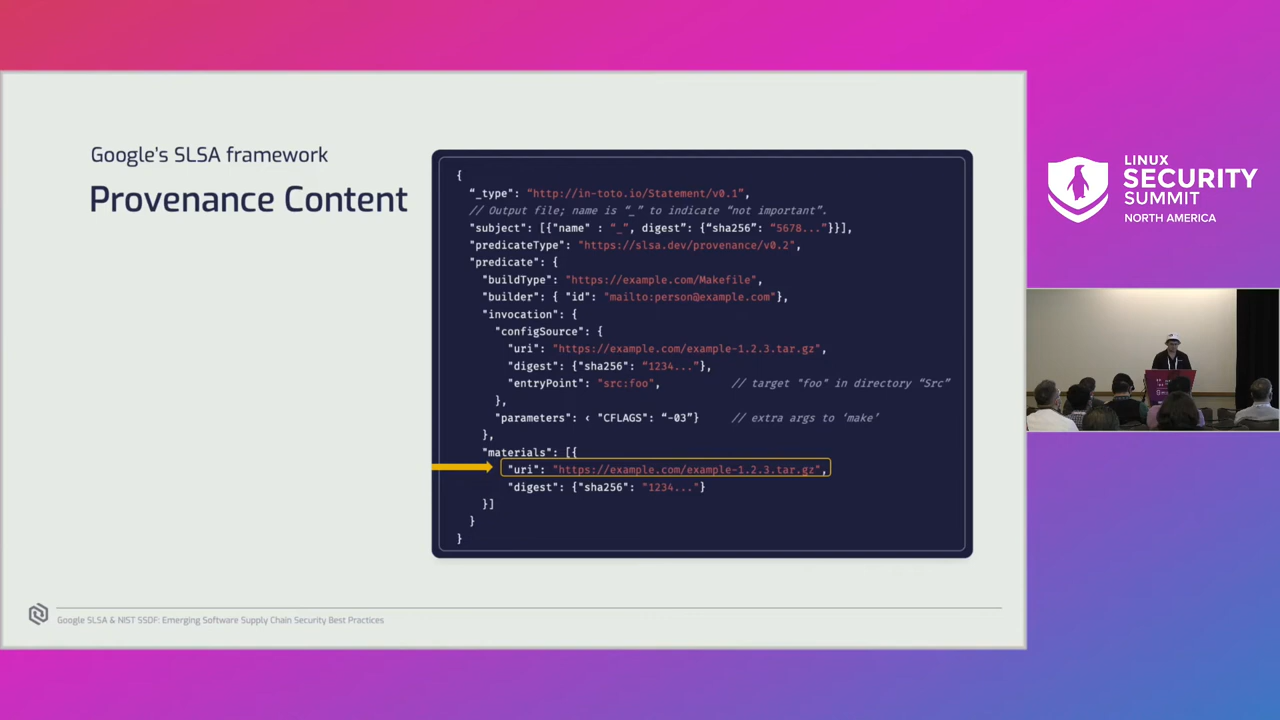 Google's SLSA framework
Provenance Content
{
“_type": “http://in-toto.io/Statement/v0.1”,
// Output file; name is “_” to indicate “not important”.
"subject": [{"name" : "_", digest": {“sha256”: “5678...”}}],
"predicateType": "https://slsa.dev/provenance/v0.2”,
"predicate": {
"buildType": "https://example.com/Makefile",
"builder": { "id": "mailto:person@example.com"},
"invocation": {
"configSource": {
"uri": "https://example.com/example-1.2.3.tar.gz",
"digest": {"sha256": “1234...”},
"entryPoint": "src:foo", // target "foo" in directory “Src”
},
"parameters": ‹ "CFLAGS": “-03”} // extra args to ‘make’
},
"materials": [{
"uri": "https://example.com/example-1.2.3.tar.gz",
"digest": {"sha256": "1234..."}
}]
}
}
Google SLSA & NIST SSDF: Emerging Software Supply Chain Security Best Practices
LINUX
SECURITY
SUMMIT
NORTH AMERICA